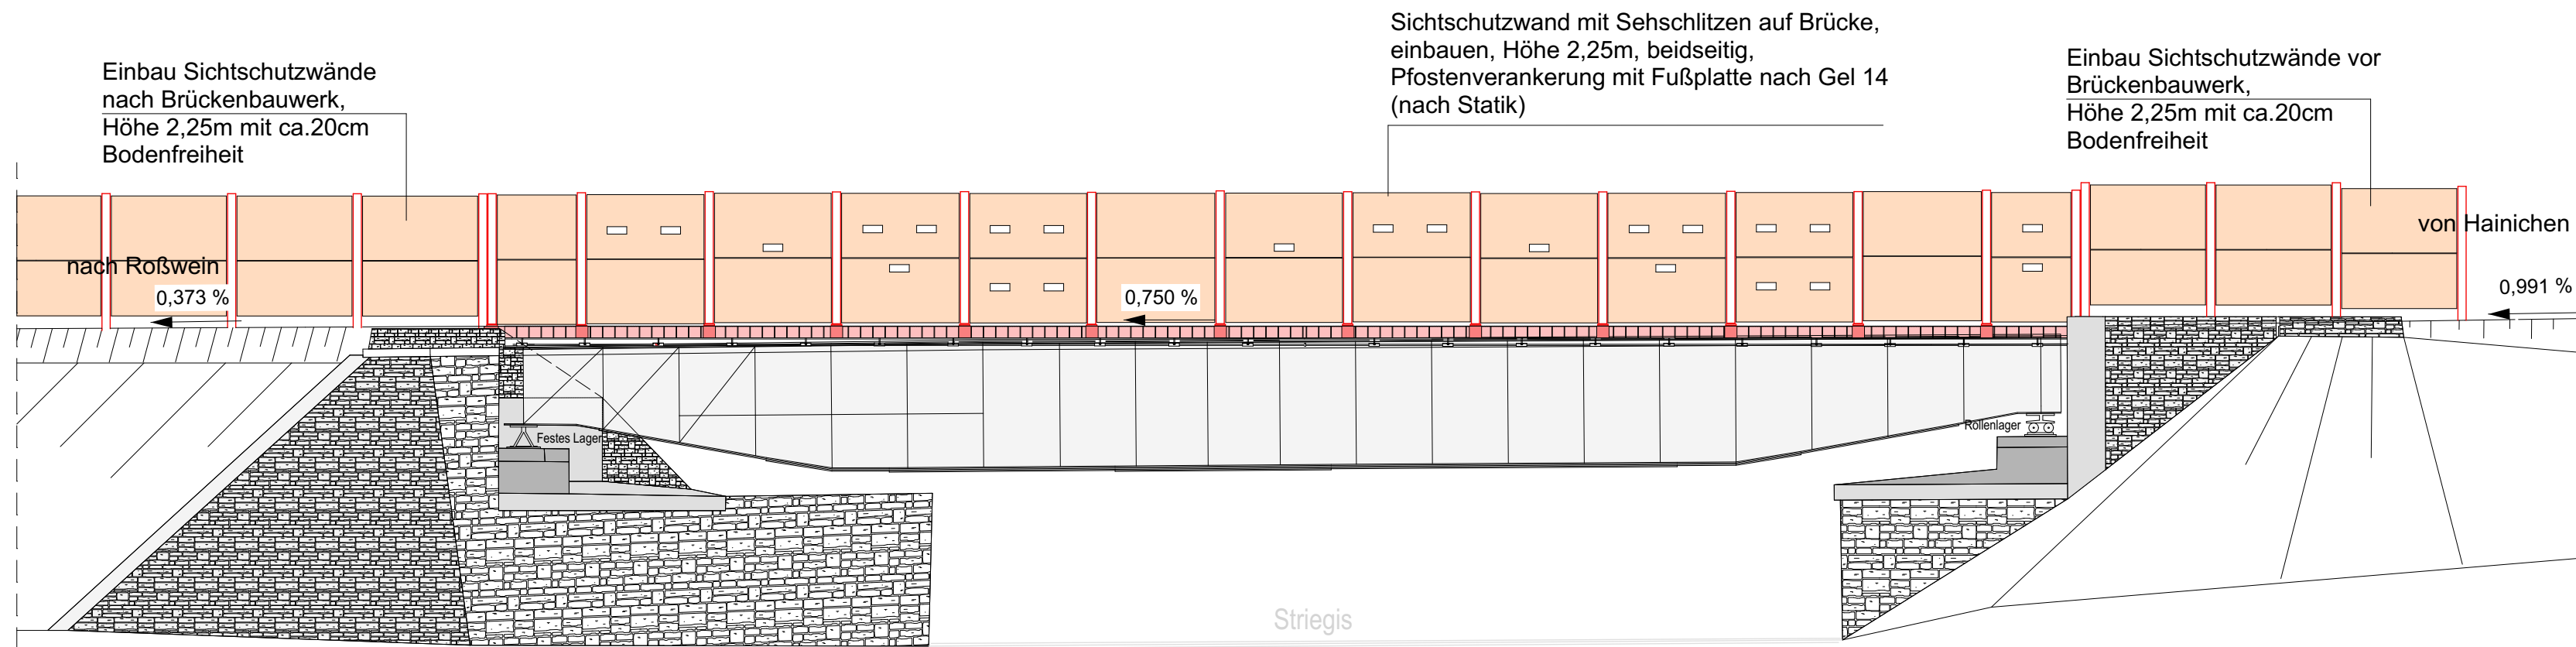 Sichtschutzwand mit Sehschlitzen auf Brücke,
einbauen, Höhe 2,25m, beidseitig,
Pfostenverankerung mit Fußplatte nach Gel 14
(nach Statik)
Einbau Sichtschutzwände
nach Brückenbauwerk,
Höhe 2,25m mit ca.20cm
Bodenfreiheit
Einbau Sichtschutzwände vor
Brückenbauwerk,
Höhe 2,25m mit ca.20cm
Bodenfreiheit
von Hainichen
nach Roßwein
0,373 %
0,750 %
0,991 %
Festes Lager
Rollenlager
Striegis